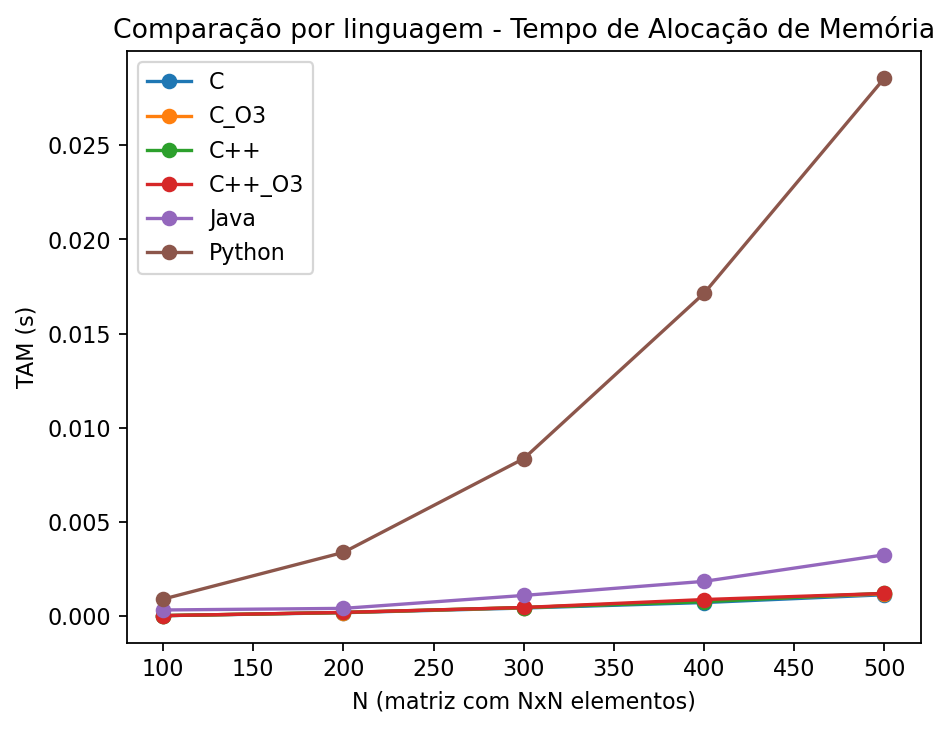 Comparação por linguagem - Tempo de Alocação de Memória
C
C_O3
C++
C++_O3
Java
Python
TAM (s)
0.025
0.020
0.015
0.010
0.005
0.000
100 150 200 250 300 350 400 450 500
N (matriz com NxN elementos)